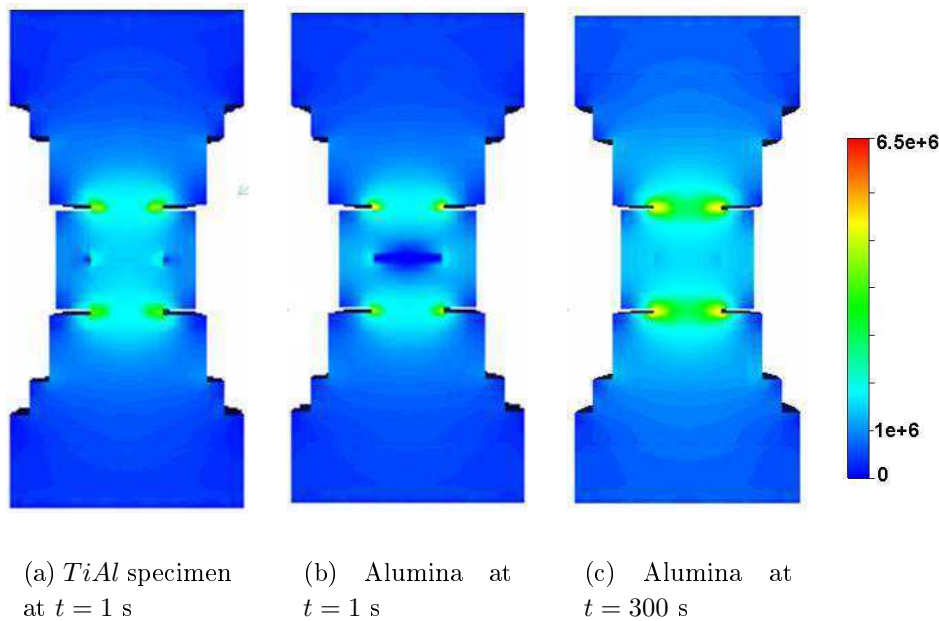 6.5e+6
1e+6
0
(a) TiAl specimen
at t = 1 s
(b) Alumina at
t = 1 s
(c) Alumina at
t = 300 s